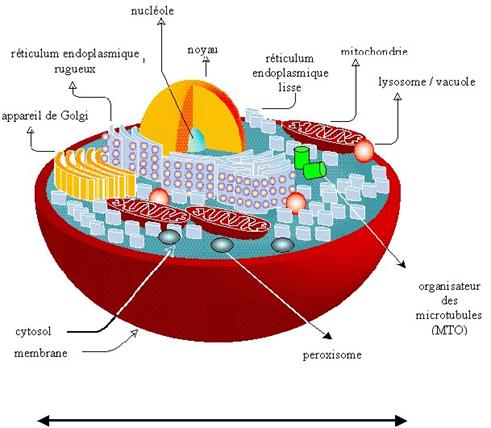 nucléole
réticulum endoplasmique
rugueux
noyau
réticulum
endoplasmique
lisse
mitochondrie
lysosome / vacuole
appareil de Golgi
organisateur
des
microtubules
(MTO)
cytosol
membrane
peroxisome